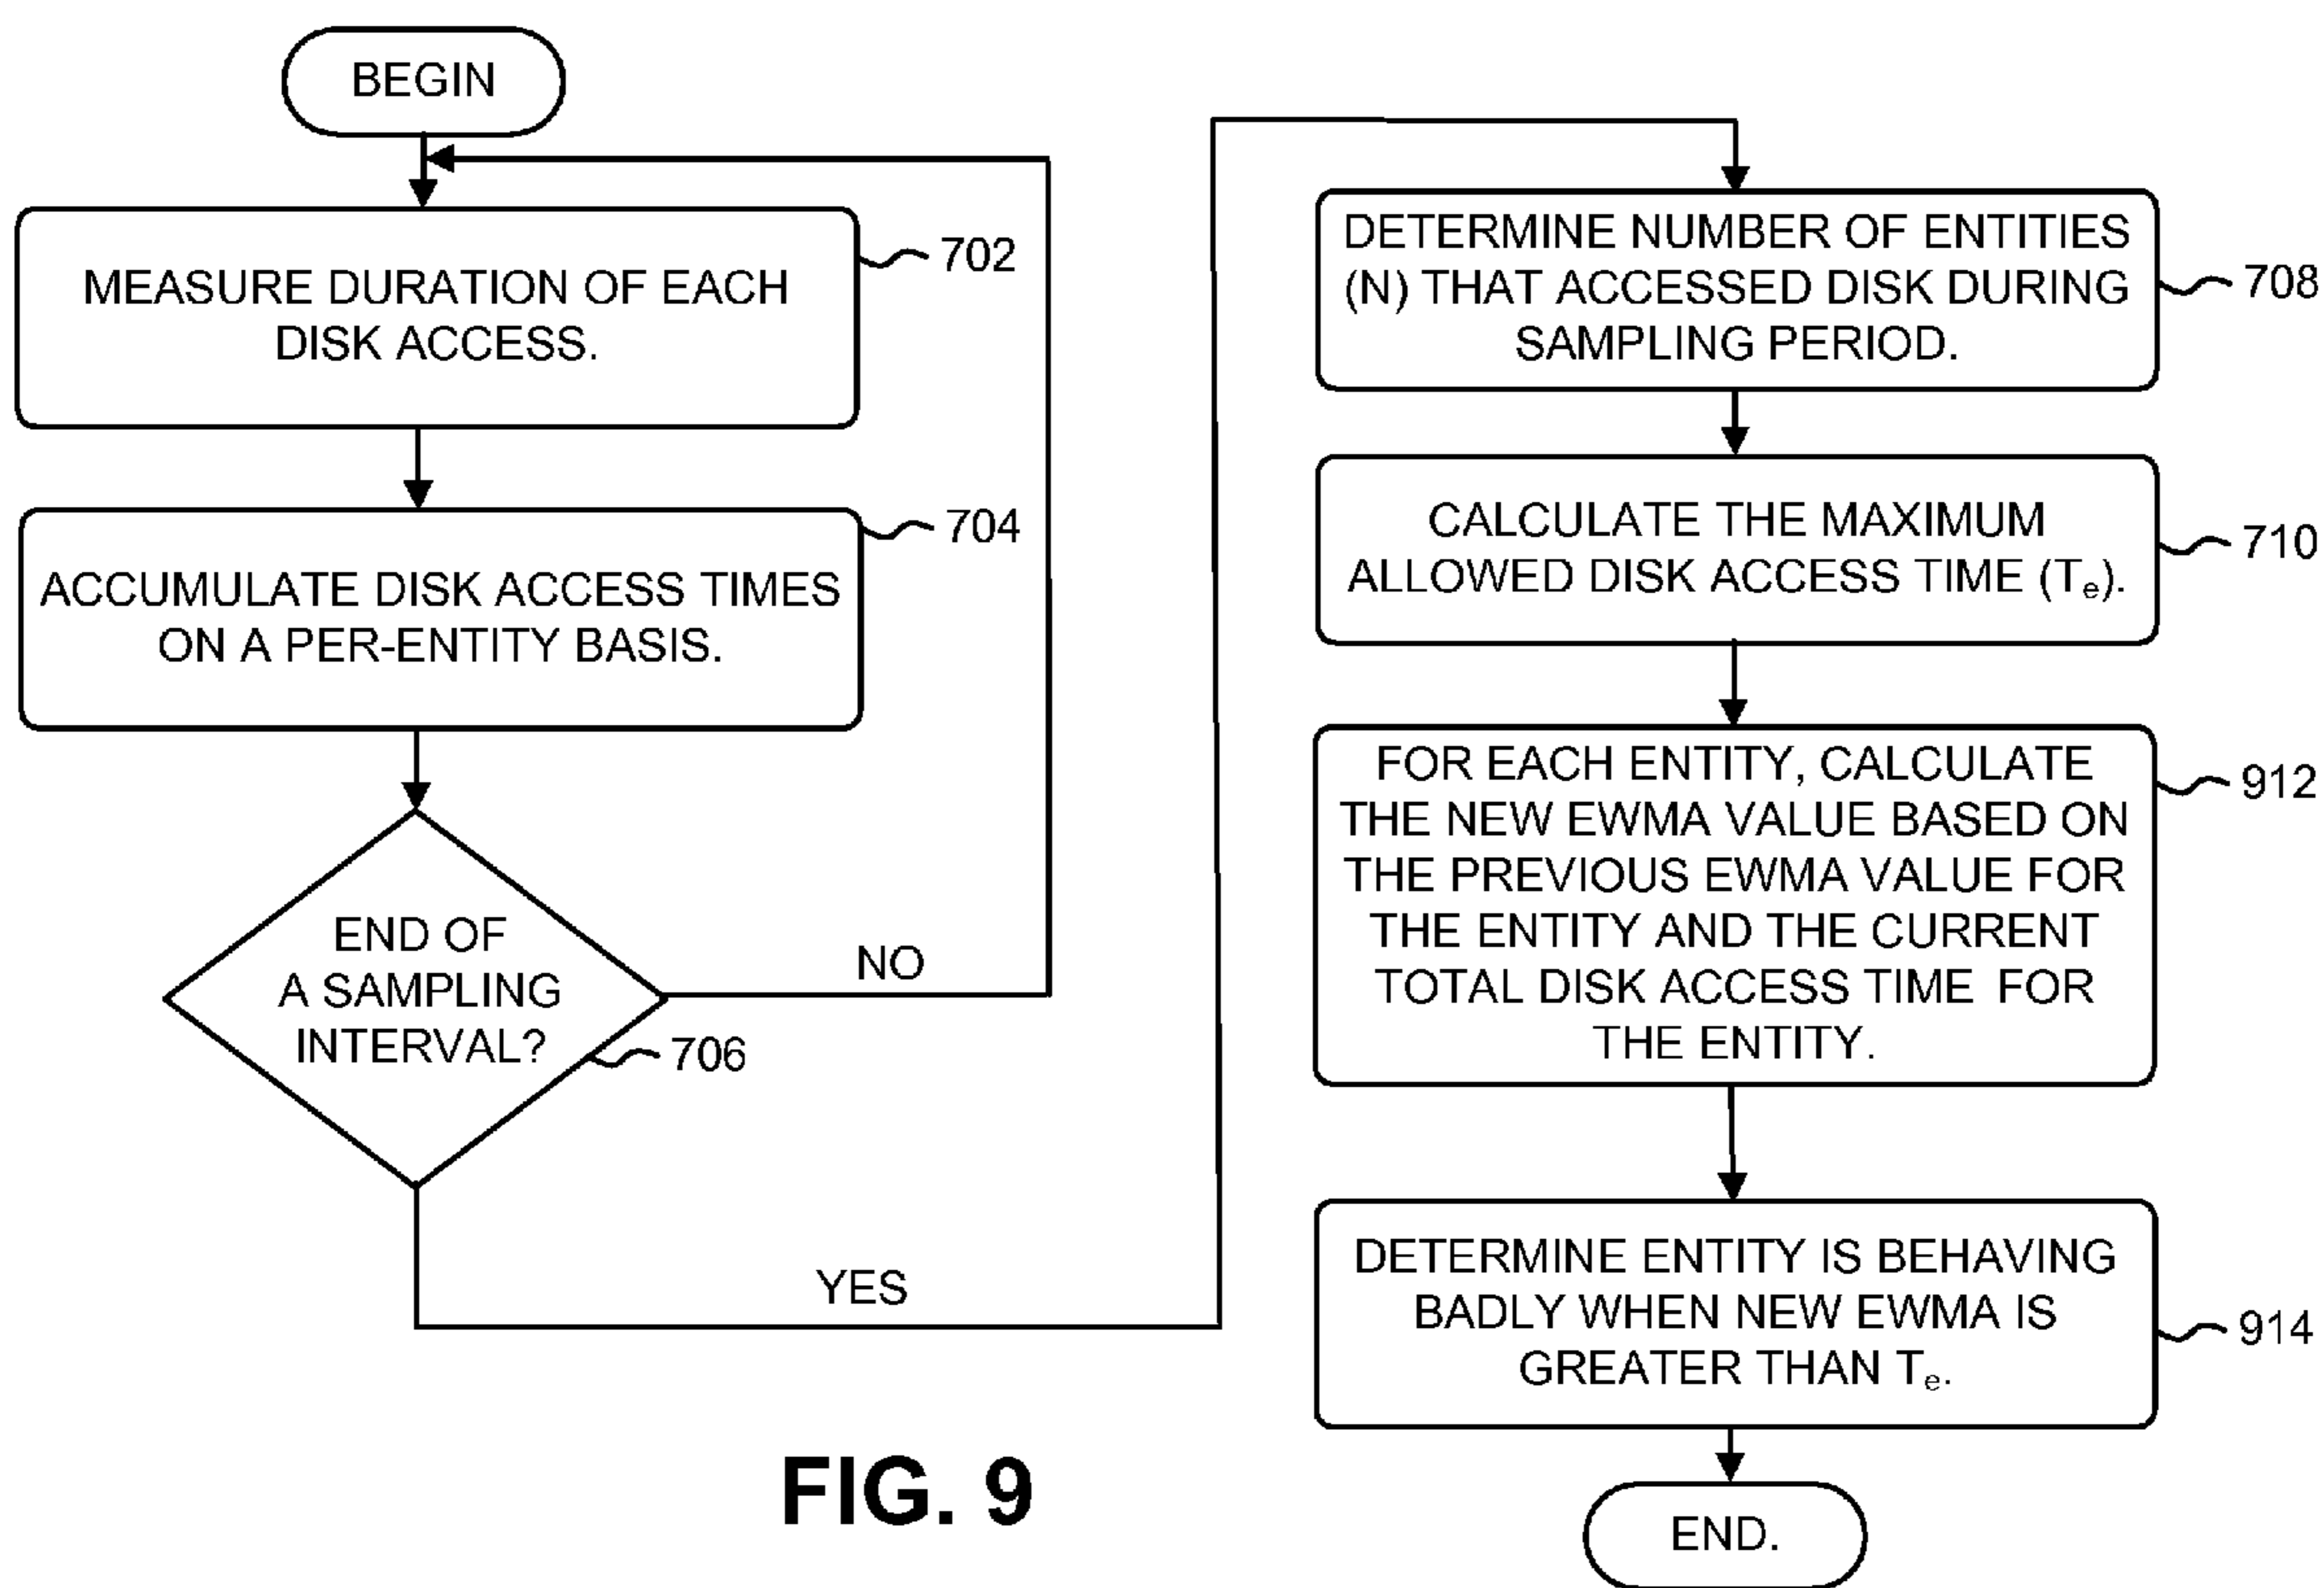 BEGIN
MEASURE DURATION OF EACH
DISK ACCESS.
702
ACCUMULATE DISK ACCESS TIMES
ON A PER-ENTITY BASIS.
704
END OF
A SAMPLING
INTERVAL?
706
NO
YES
DETERMINE NUMBER OF ENTITIES
(N) THAT ACCESSED DISK DURING
SAMPLING PERIOD.
708
CALCULATE THE MAXIMUM
ALLOWED DISK ACCESS TIME (Te).
710
FOR EACH ENTITY, CALCULATE
THE NEW EWMA VALUE BASED ON
THE PREVIOUS EWMA VALUE FOR
THE ENTITY AND THE CURRENT
TOTAL DISK ACCESS TIME FOR
THE ENTITY.
912
DETERMINE ENTITY IS BEHAVING
BADLY WHEN NEW EWMA IS
GREATER THAN Te.
914
END.
FIG. 9